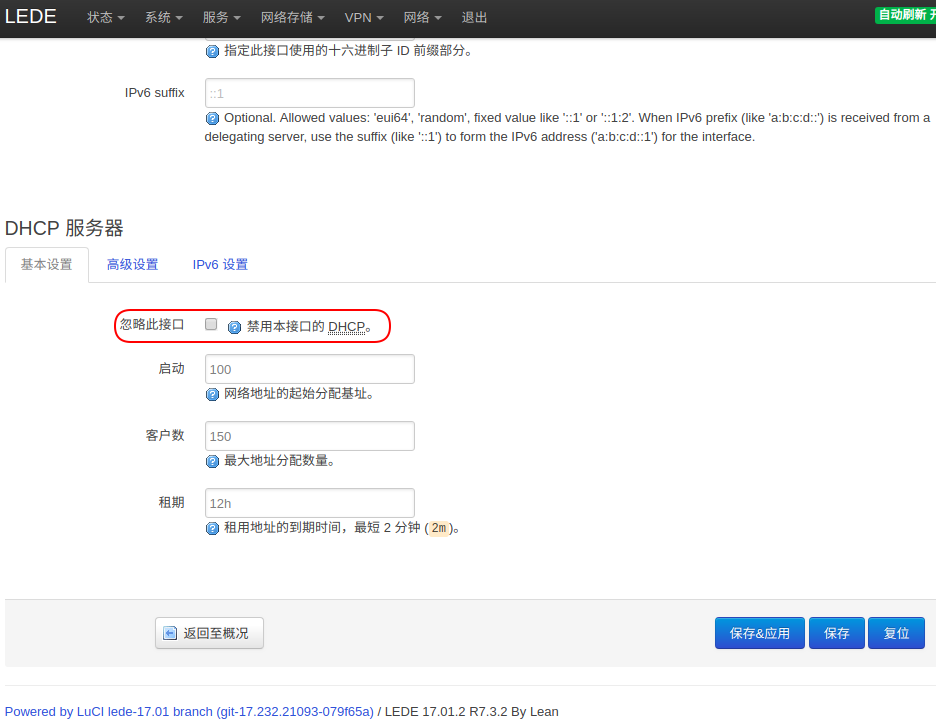 LEDE 状态 系统 服务 网络存储 VPN 网络 退出 自动刷新 开
指定此接口使用的十六进制子 ID 前缀部分。
IPv6 suffix ::1
Optional. Allowed values: 'eui64', 'random', fixed value like '::1' or '::1:2'. When IPv6 prefix (like 'a:b:c:d::') is received from a
delegating server, use the suffix (like '::1') to form the IPv6 address ('a:b:c:d::1') for the interface.
DHCP 服务器
基本设置 高级设置 IPv6 设置
忽略此接口 禁用本接口的 DHCP。
启动 100
网络地址的起始分配基址。
客户数 150
最大地址分配数量。
租期 12h
租用地址的到期时间，最短 2 分钟 (2m)。
返回至概况 保存&应用 保存 复位
Powered by LuCI lede-17.01 branch (git-17.232.21093-079f65a) / LEDE 17.01.2 R7.3.2 By Lean